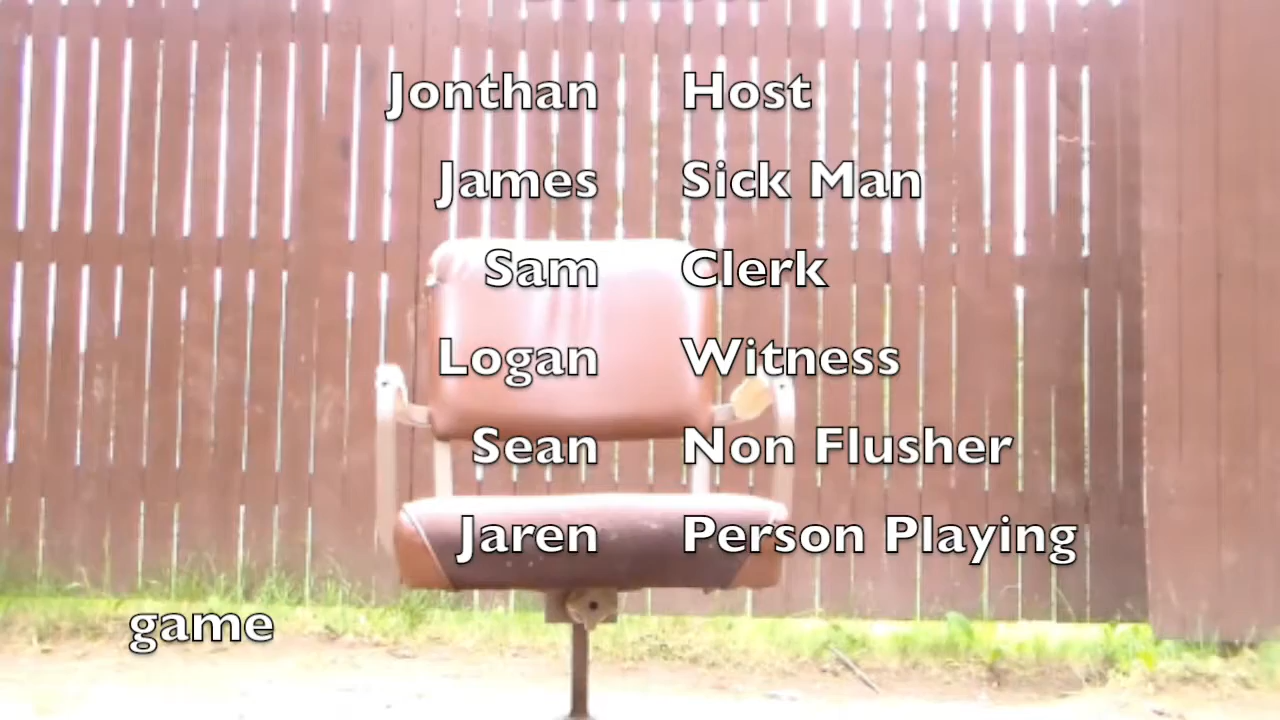 Jonthan Host
James Sick Man
Sam Clerk
Logan Witness
Sean Non Flusher
Jaren Person Playing
game